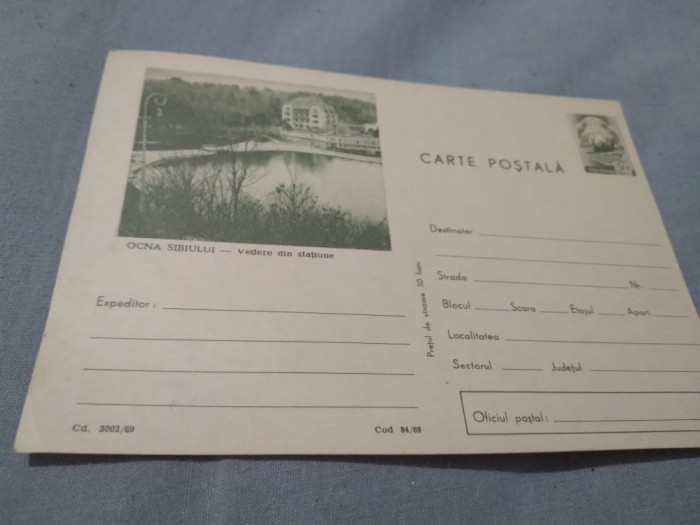 OCNA SIBIULUI — Vedere din stațiune
Expeditor :
Cd. 3002/69
Cod 84/69
Prețul de vînzare 30 bani
CARTE POȘTALĂ
Destinatar
Strada Nr.
Blocul Scara Etajul Apart.
Localitatea
Sectorul Județul
Oficiul poștal :